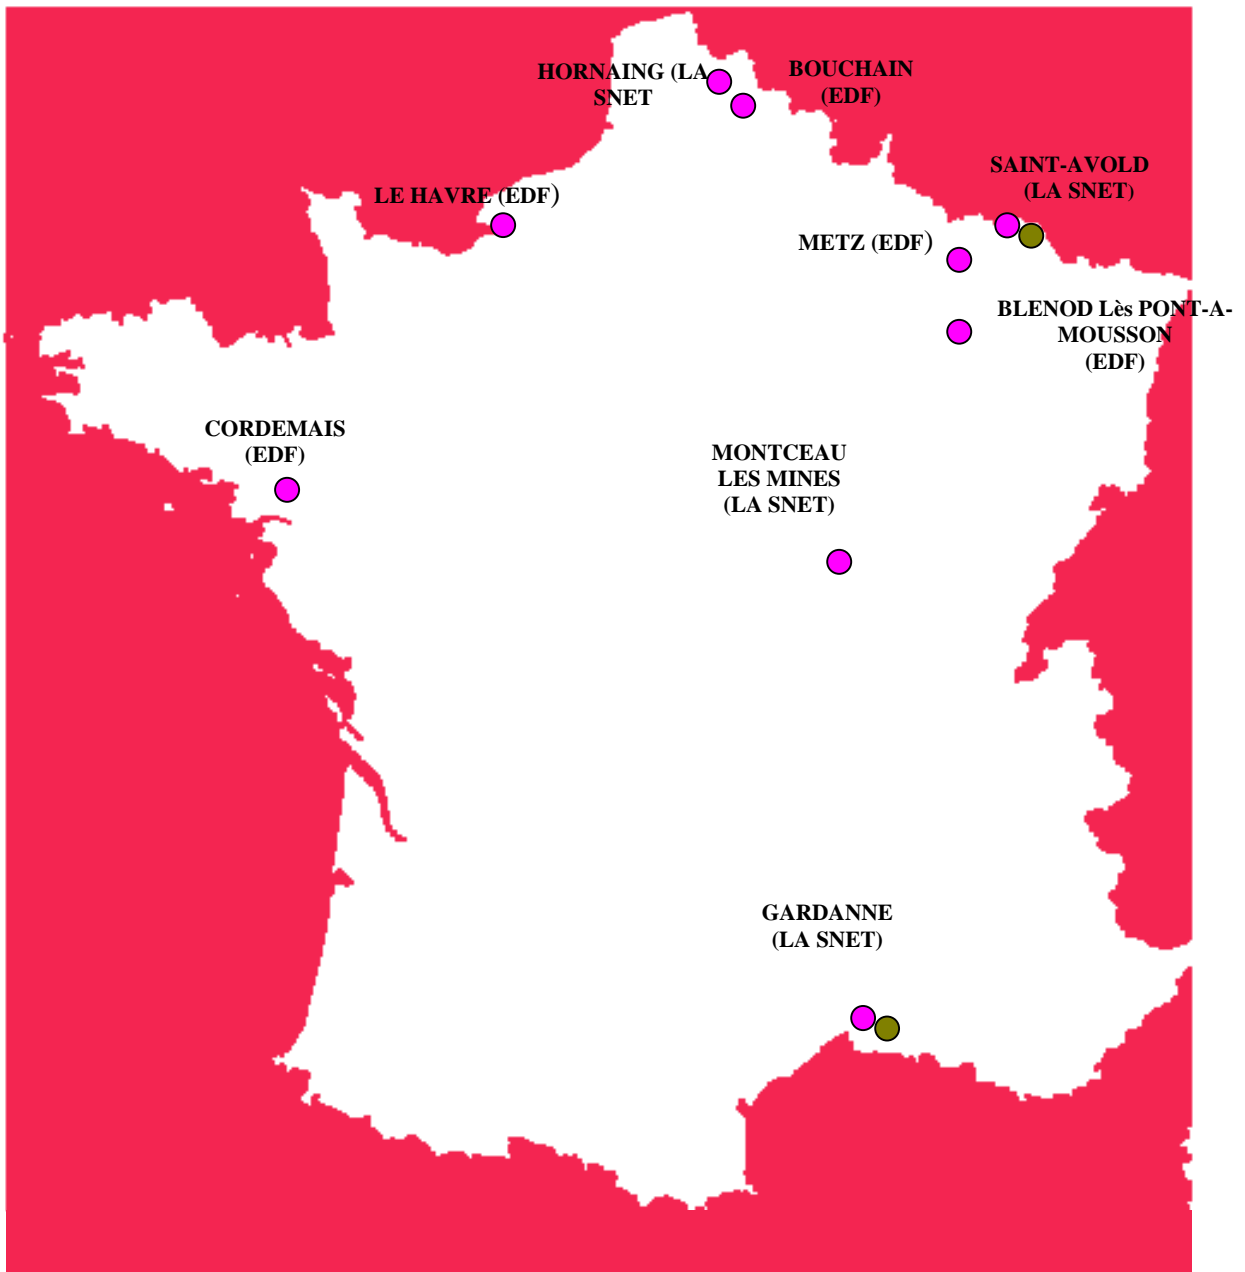 HORNAING (LA
SNET
BOUCHAIN
(EDF)
SAINT-AVOLD
(LA SNET)
LE HAVRE (EDF)
METZ (EDF)
BLENOD Lès PONT-A-
MOUSSON
(EDF)
CORDEMAIS
(EDF)
MONTCEAU
LES MINES
(LA SNET)
GARDANNE
(LA SNET)